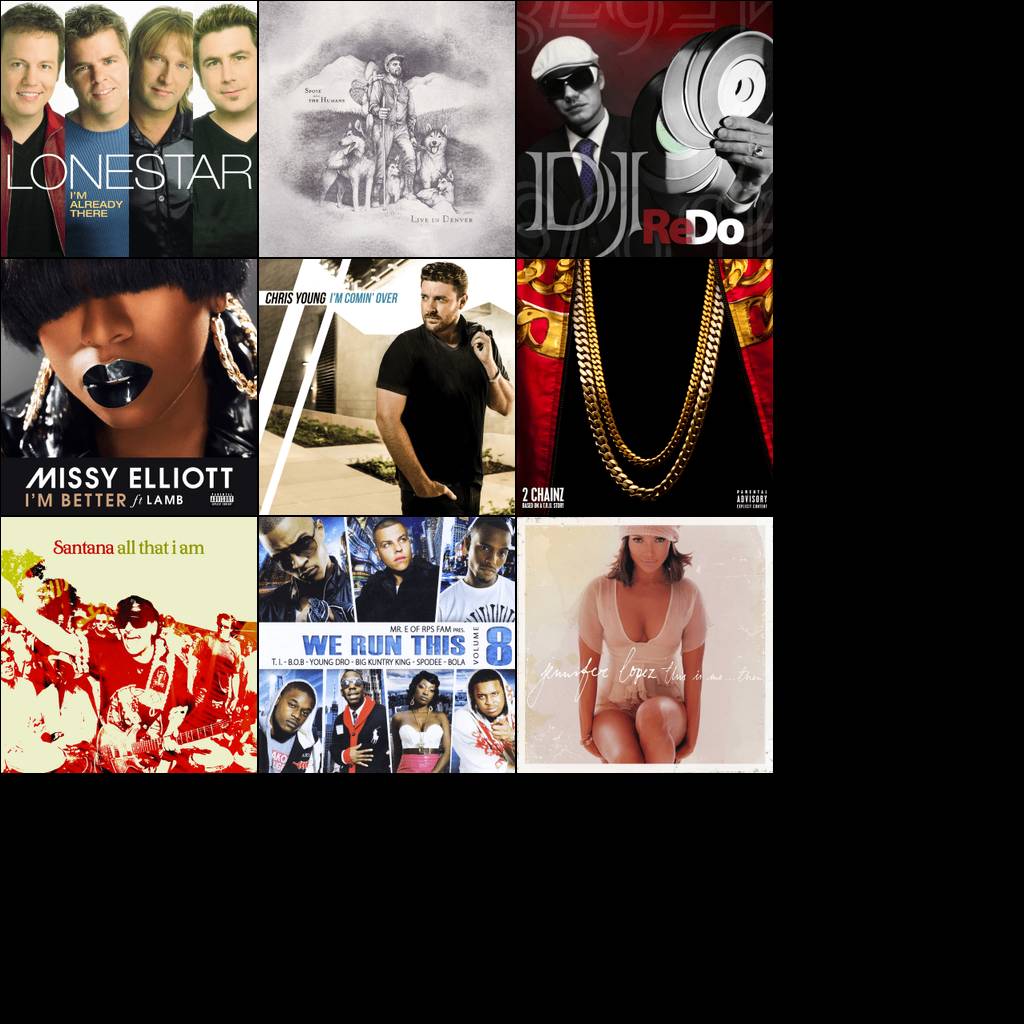 LONESTAR
I'M
ALREADY
THERE
SPOSE
THE HUMANS
LIVE IN DENVER
DJ
ReDo
MISSY ELLIOTT
I'M BETTER ft LAMB
PARENTAL
ADVISORY
EXPLICIT CONTENT
CHRIS YOUNG I'M COMIN' OVER
2 CHAINZ
BASED ON A T.R.U. STORY
PARENTAL
ADVISORY
EXPLICIT CONTENT
Santana all that i am
MR. E OF RPS FAM PRES.
WE RUN THIS
VOLUME
8
T.I. - B.O.B - YOUNG DRO - BIG KUNTRY KING - SPODEE - BOLA
jennifer lopez this is me...then